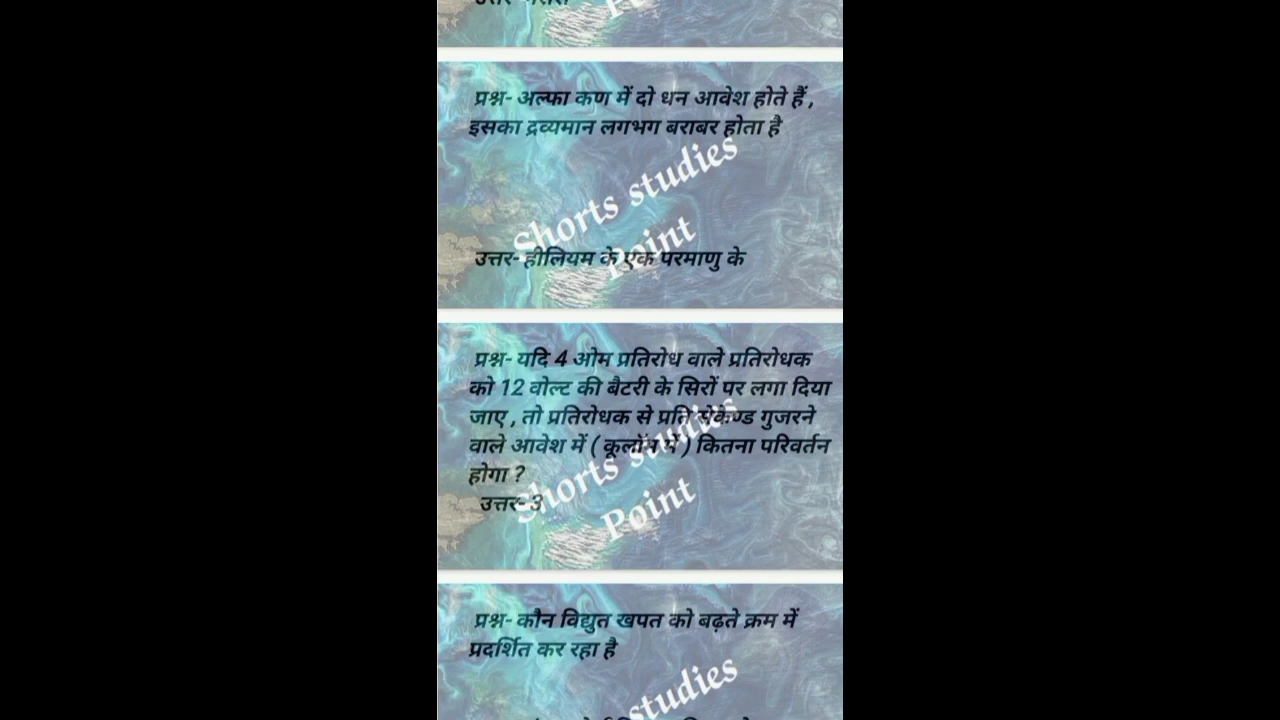 प्रश्न- अल्फा कण में दो धन आवेश होते हैं ,
इसका द्रव्यमान लगभग बराबर होता है
Shorts studies
Point
उत्तर- हीलियम के एक परमाणु के
प्रश्न- यदि 4 ओम प्रतिरोध वाले प्रतिरोधक
को 12 वोल्ट की बैटरी के सिरों पर लगा दिया
जाए , तो प्रतिरोधक से प्रति सेकेण्ड गुजरने
वाले आवेश में ( कूलॉम में ) कितना परिवर्तन
होगा ?
उत्तर- 3
Shorts studies
Point
प्रश्न- कौन विद्युत खपत को बढ़ते क्रम में
प्रदर्शित कर रहा है
studies